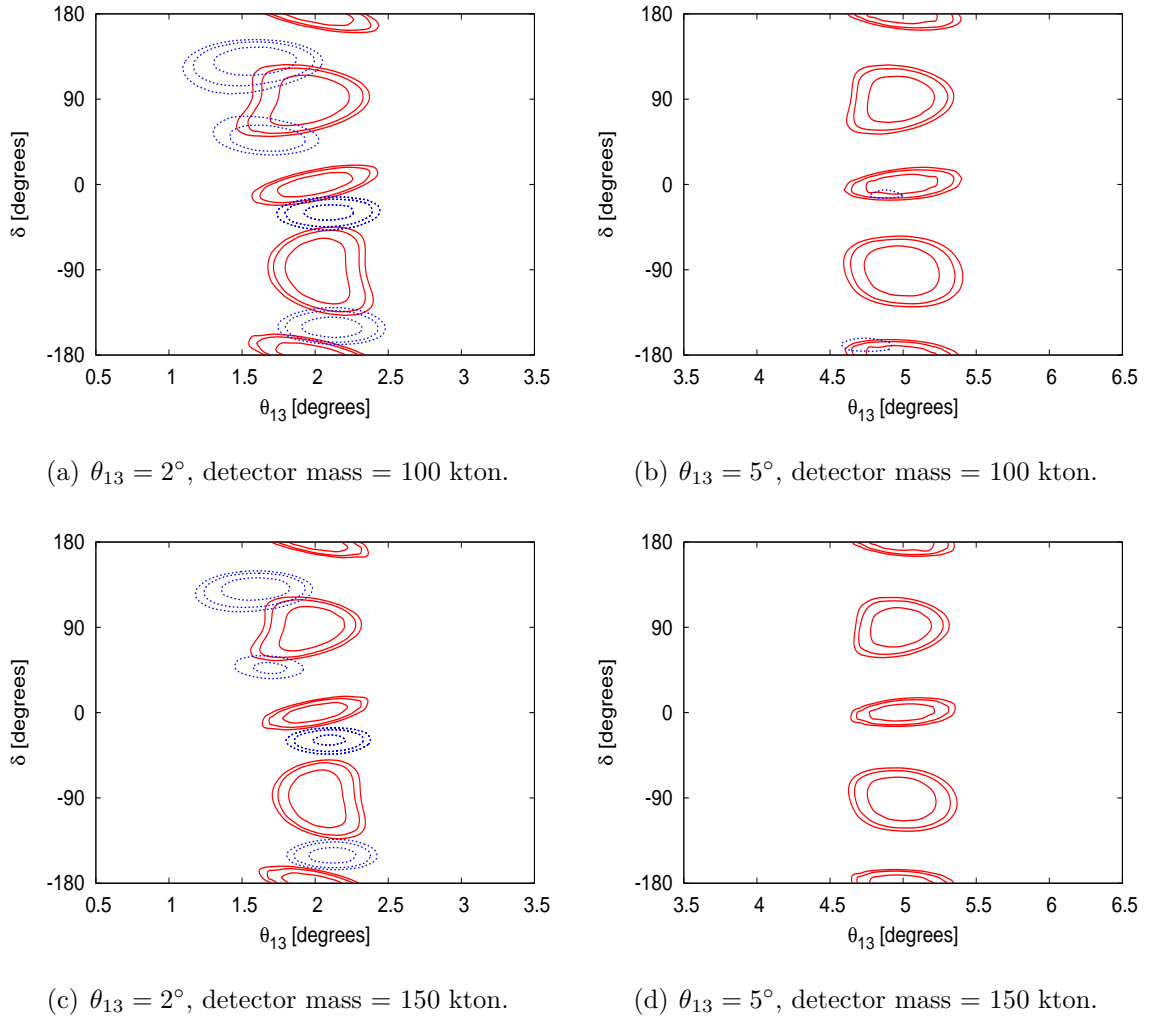 180
90
0
-90
-180
δ [degrees]
0.5 1 1.5 2 2.5 3 3.5
θ13 [degrees]
180
90
0
-90
-180
δ [degrees]
3.5 4 4.5 5 5.5 6 6.5
θ13 [degrees]
(a) θ13 = 2°, detector mass = 100 kton.
(b) θ13 = 5°, detector mass = 100 kton.
180
90
0
-90
-180
δ [degrees]
0.5 1 1.5 2 2.5 3 3.5
θ13 [degrees]
180
90
0
-90
-180
δ [degrees]
3.5 4 4.5 5 5.5 6 6.5
θ13 [degrees]
(c) θ13 = 2°, detector mass = 150 kton.
(d) θ13 = 5°, detector mass = 150 kton.